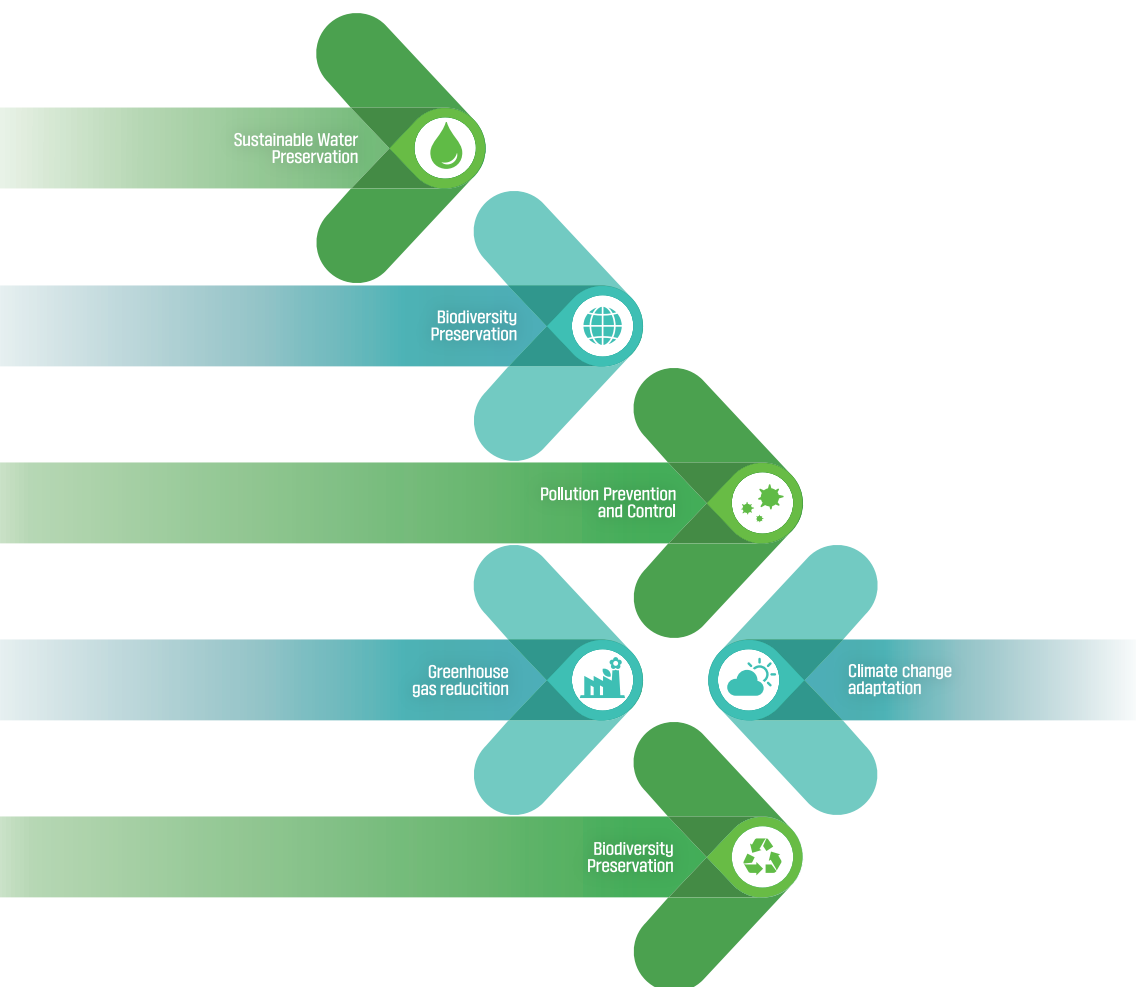 Sustainable Water
Preservation
Biodiversity
Preservation
Pollution Prevention
and Control
Greenhouse
gas reducition
Climate change
adaptation
Biodiversity
Preservation